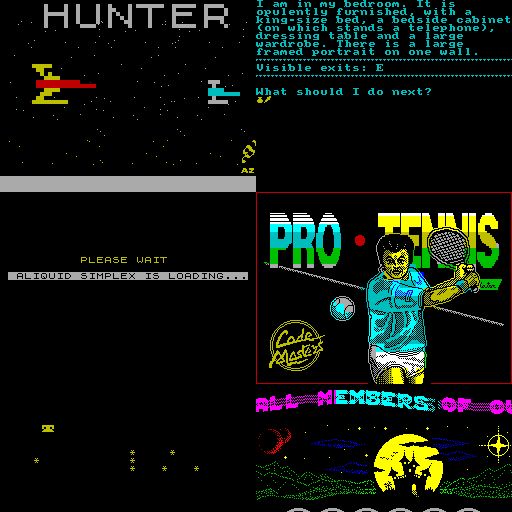 HUNTER
AZ
I am in my bedroom. It is
opulently furnished, with a
king-size bed, a bedside cabinet
(on which stands a telephone),
dressing table and a large
wardrobe. There is a large
framed portrait on one wall.
Visible exits: E
What should I do next?
PLEASE WAIT
ALIQUID SIMPLEX IS LOADING...
PRO TENNIS
Code
Masters
ALL MEMBERS OF OU